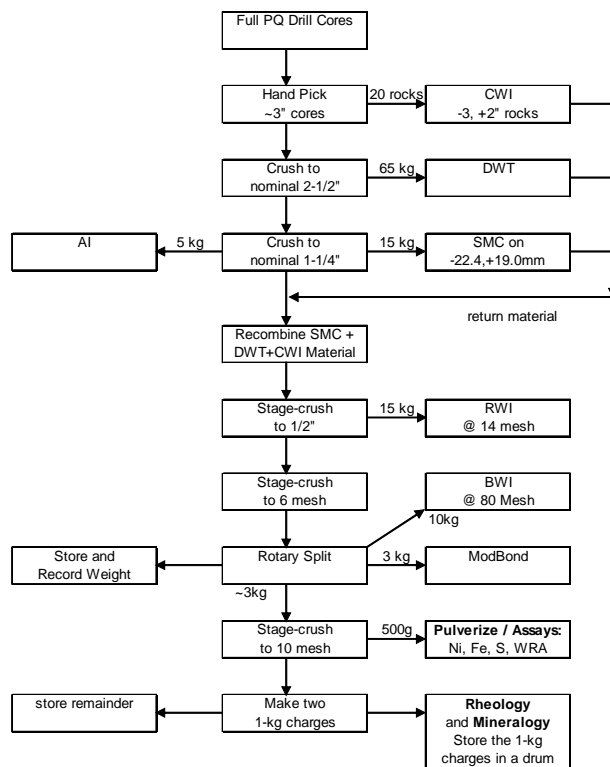 Full PQ Drill Cores
Hand Pick
~3" cores
20 rocks
CWI
-3, +2" rocks
Crush to
nominal 2-1/2"
65 kg
DWT
AI
5 kg
Crush to
nominal 1-1/4"
15 kg
SMC on
-22.4,+19.0mm
return material
Recombine SMC +
DWT+CWI Material
Stage-crush
to 1/2"
15 kg
RWI
@ 14 mesh
Stage-crush
to 6 mesh
BWI
@ 80 Mesh
10kg
Store and
Record Weight
Rotary Split
3 kg
ModBond
~3kg
Stage-crush
to 10 mesh
500g
Pulverize / Assays:
Ni, Fe, S, WRA
store remainder
Make two
1-kg charges
Rheology
and Mineralogy
Store the 1-kg
charges in a drum